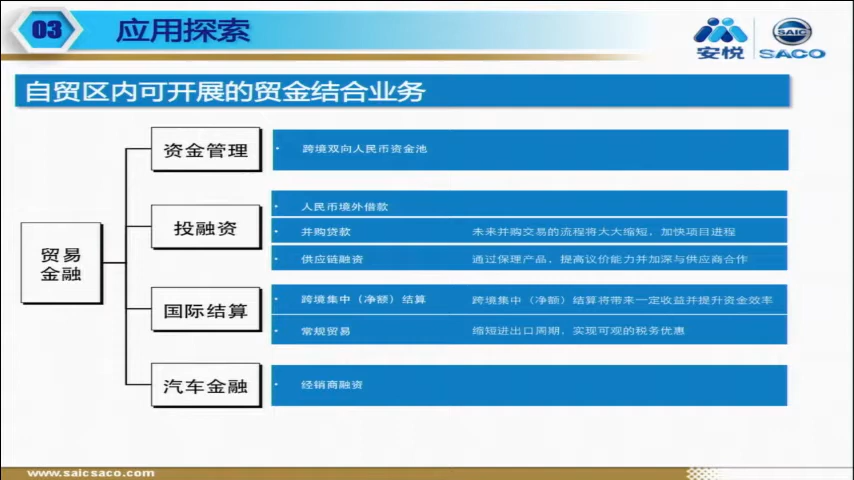 03 应用探索
安悦
SAIC
SACO
自贸区内可开展的贸金结合业务
贸易
金融
资金管理
• 跨境双向人民币资金池
投融资
• 人民币境外借款
• 并购贷款 未来并购交易的流程将大大缩短，加快项目进程
• 供应链融资 通过保理产品，提高议价能力并加深与供应商合作
国际结算
• 跨境集中（净额）结算 跨境集中（净额）结算将带来一定收益并提升资金效率
• 常规贸易 缩短进出口周期，实现可观的税务优惠
汽车金融
• 经销商融资
www.saicsaco.com